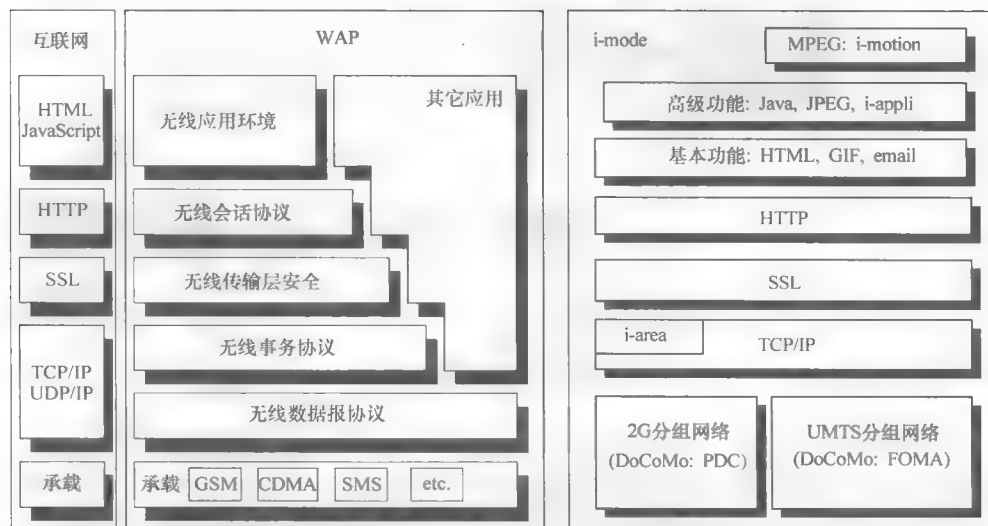 互联网
HTML
JavaScript
HTTP
SSL
TCP/IP
UDP/IP
承载
WAP
无线应用环境
其它应用
无线会话协议
无线传输层安全
无线事务协议
无线数据报协议
承载 GSM CDMA SMS etc.
i-mode
MPEG: i-motion
高级功能: Java, JPEG, i-appli
基本功能: HTML, GIF, email
HTTP
SSL
i-area
TCP/IP
2G分组网络
(DoCoMo: PDC)
UMTS分组网络
(DoCoMo: FOMA)